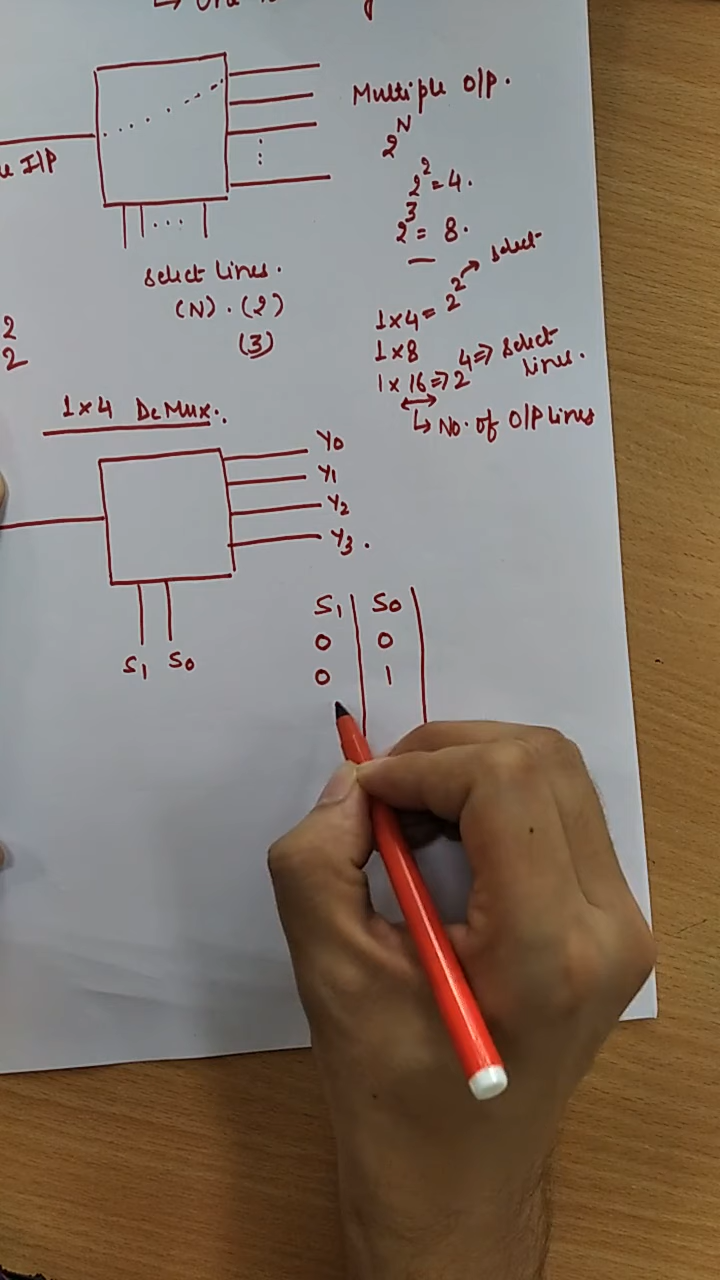 Multiple O/P.
I/P
2^N
2^2 = 4.
2^3 = 8.
select lines.
(N) . (2)
(3)
1x4 = 2^2 → select
1x8
1x16 ⇒ 2^4 ⇒ select lines.
↳ No. of O/P lines
2
2
1x4 DeMux.
Y0
Y1
Y2
Y3.
S1 S0
S1 | S0 |
0 | 0
0 | 1